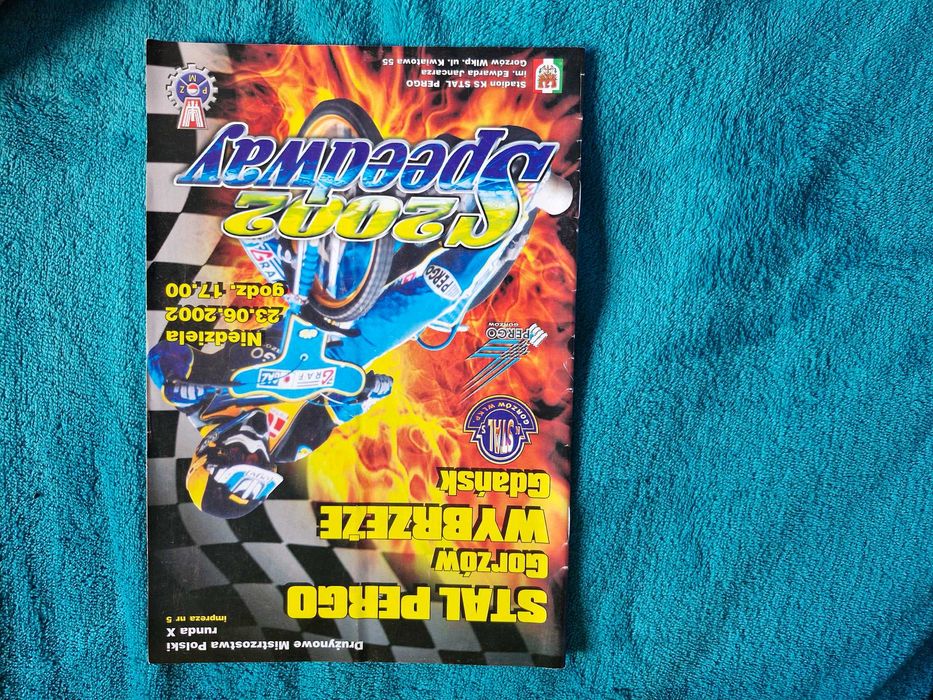 Drużynowe Mistrzostwa Polski
runda X
impreza nr 5
STAL PERGO
Gorzów
WYBRZEŻE
Gdańsk
STAL
GORZÓW WLKP.
PERGO
GORZÓW
Niedziela
23.06.2002
godz. 17.00
PERGO
2002
Speedway
Stadion KS STAL PERGO
im. Edwarda Jancarza
Gorzów Wlkp. ul. Kwiatowa 55
PZM